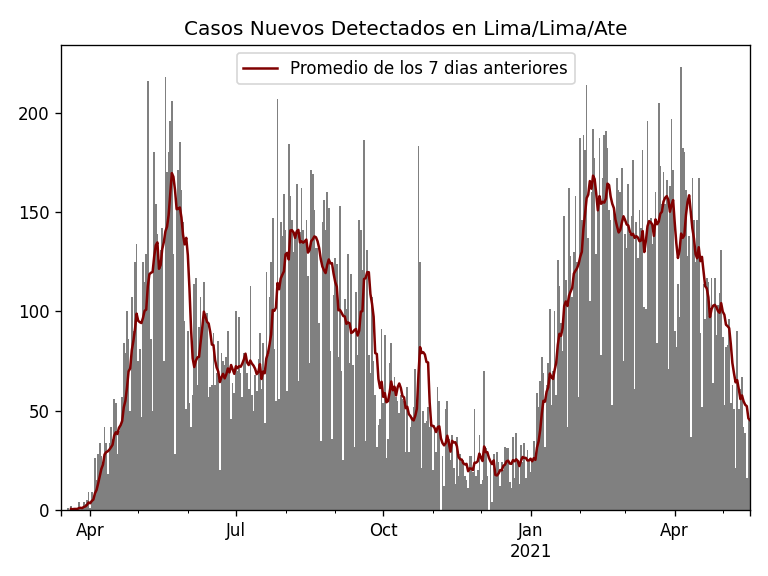 Casos Nuevos Detectados en Lima/Lima/Ate
Promedio de los 7 dias anteriores
200
150
100
50
0
Apr Jul Oct Jan Apr
2021